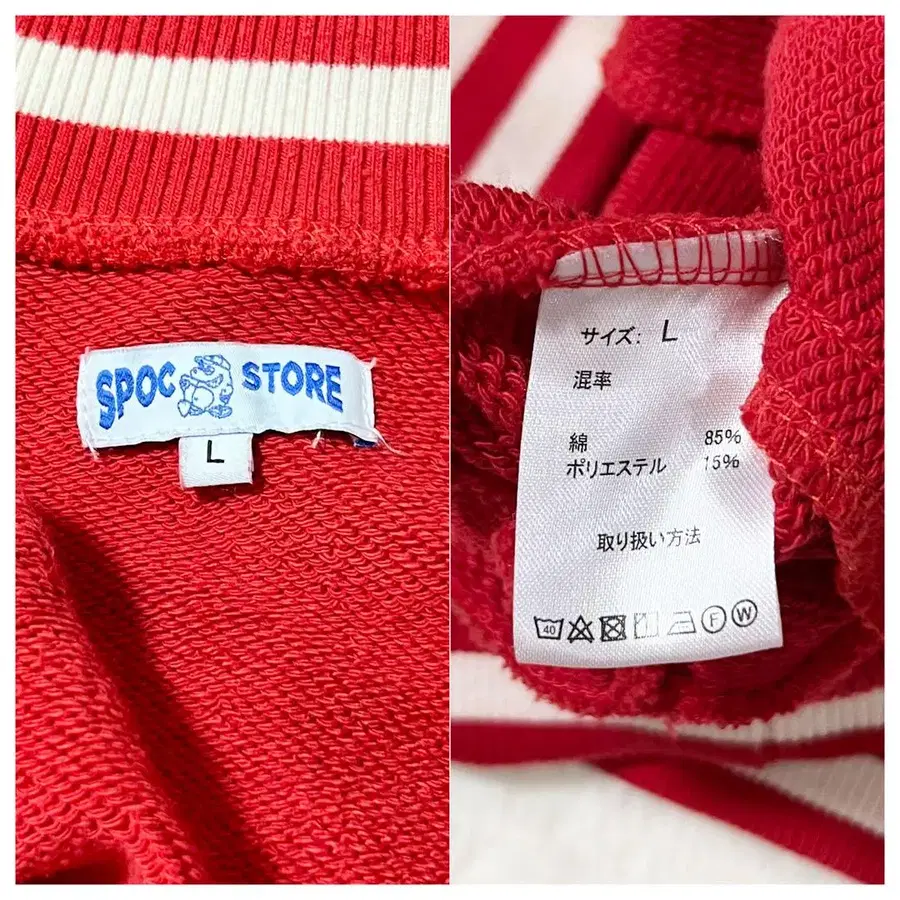 SPOC STORE
L
サイズ: L
混率
綿 85%
ポリエステル 15%
取り扱い方法
40 F W